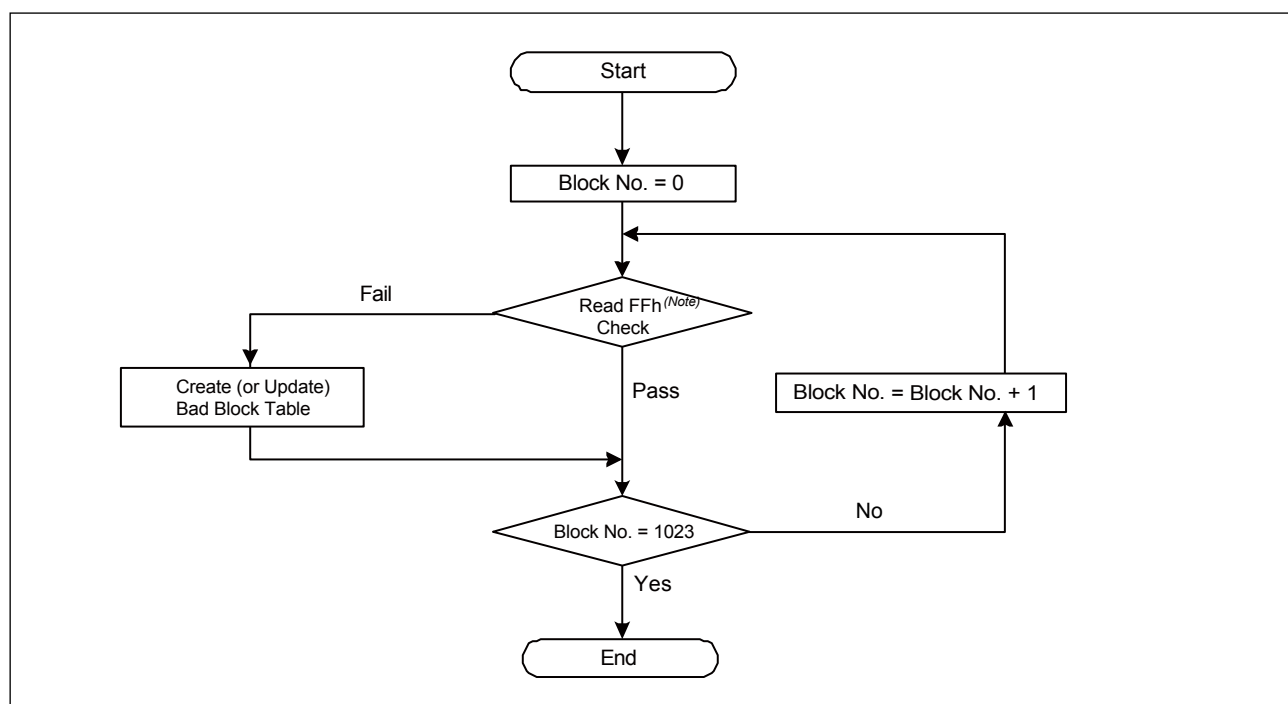 Start
Block No. = 0
Fail
Read FFh(Note)
Check
Create (or Update)
Bad Block Table
Pass
Block No. = Block No. + 1
Block No. = 1023
No
Yes
End